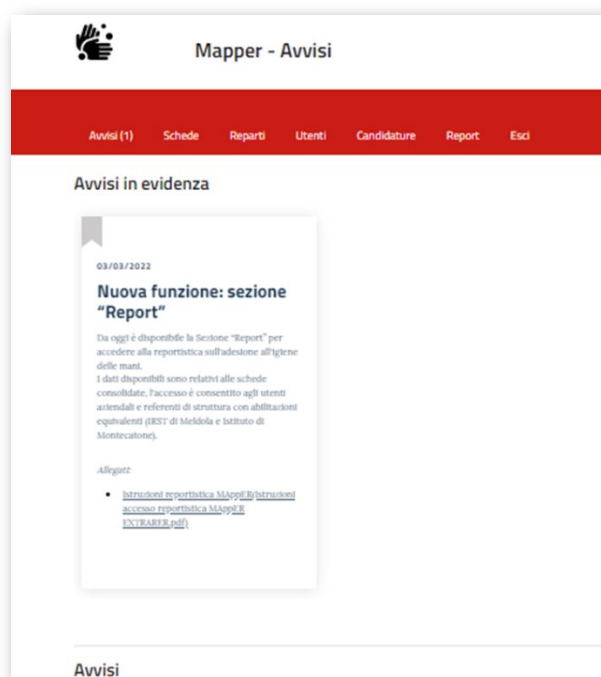 Mapper - Avvisi
Avvisi (1) Schede Reparti Utenti Candidature Report Esci
Avvisi in evidenza
03/03/2022
Nuova funzione: sezione
“Report”
Da oggi è disponibile la Sezione “Report” per
accedere alla reportistica sull'adesione all'igiene
delle mani.
I dati disponibili sono relativi alle schede
consolidate, l'accesso è consentito agli utenti
aziendali e referenti di struttura con abilitazioni
equivalenti (IRST di Meldola e Istituto di
Montecatone).
Allegati:
Istruzioni reportistica MAppER(Istruzioni
accesso reportistica MAppER
EXTRARER.pdf)
Avvisi